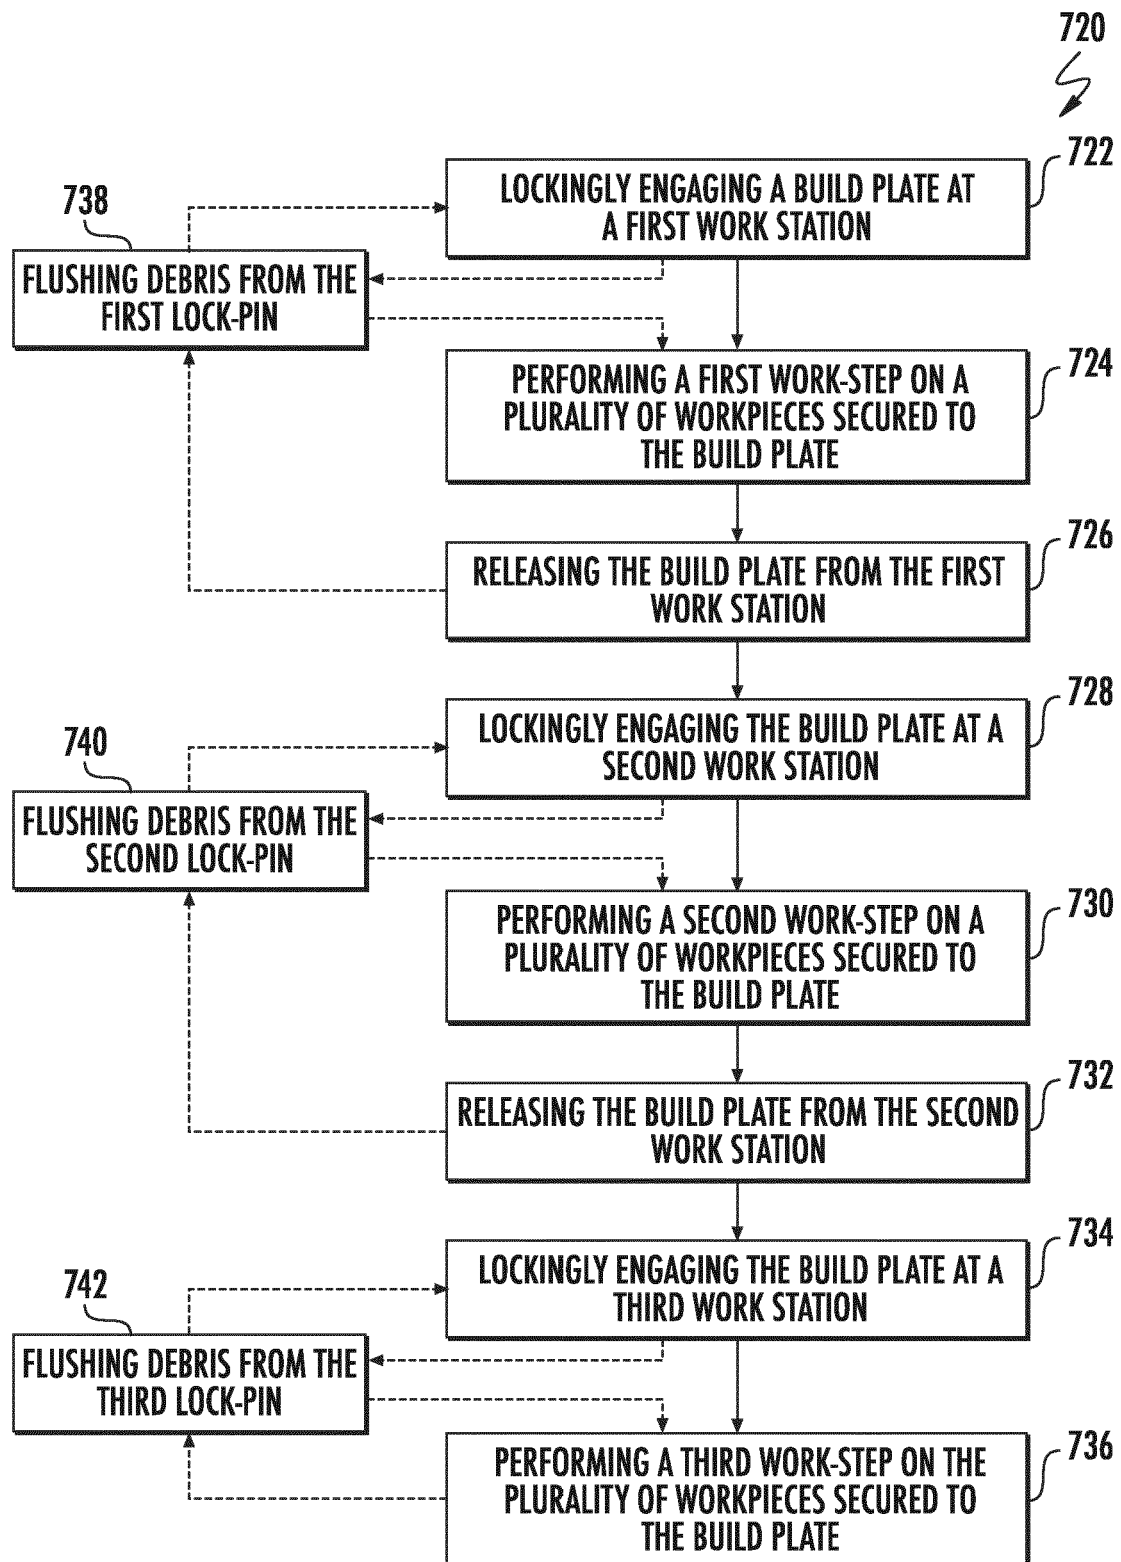 720
722
LOCKINGLY ENGAGING A BUILD PLATE AT
A FIRST WORK STATION
738
FLUSHING DEBRIS FROM THE
FIRST LOCK-PIN
724
PERFORMING A FIRST WORK-STEP ON A
PLURALITY OF WORKPIECES SECURED TO
THE BUILD PLATE
726
RELEASING THE BUILD PLATE FROM THE FIRST
WORK STATION
728
LOCKINGLY ENGAGING THE BUILD PLATE AT A
SECOND WORK STATION
740
FLUSHING DEBRIS FROM THE
SECOND LOCK-PIN
730
PERFORMING A SECOND WORK-STEP ON A
PLURALITY OF WORKPIECES SECURED TO
THE BUILD PLATE
732
RELEASING THE BUILD PLATE FROM THE SECOND
WORK STATION
734
LOCKINGLY ENGAGING THE BUILD PLATE AT A
THIRD WORK STATION
742
FLUSHING DEBRIS FROM THE
THIRD LOCK-PIN
736
PERFORMING A THIRD WORK-STEP ON THE
PLURALITY OF WORKPIECES SECURED TO
THE BUILD PLATE